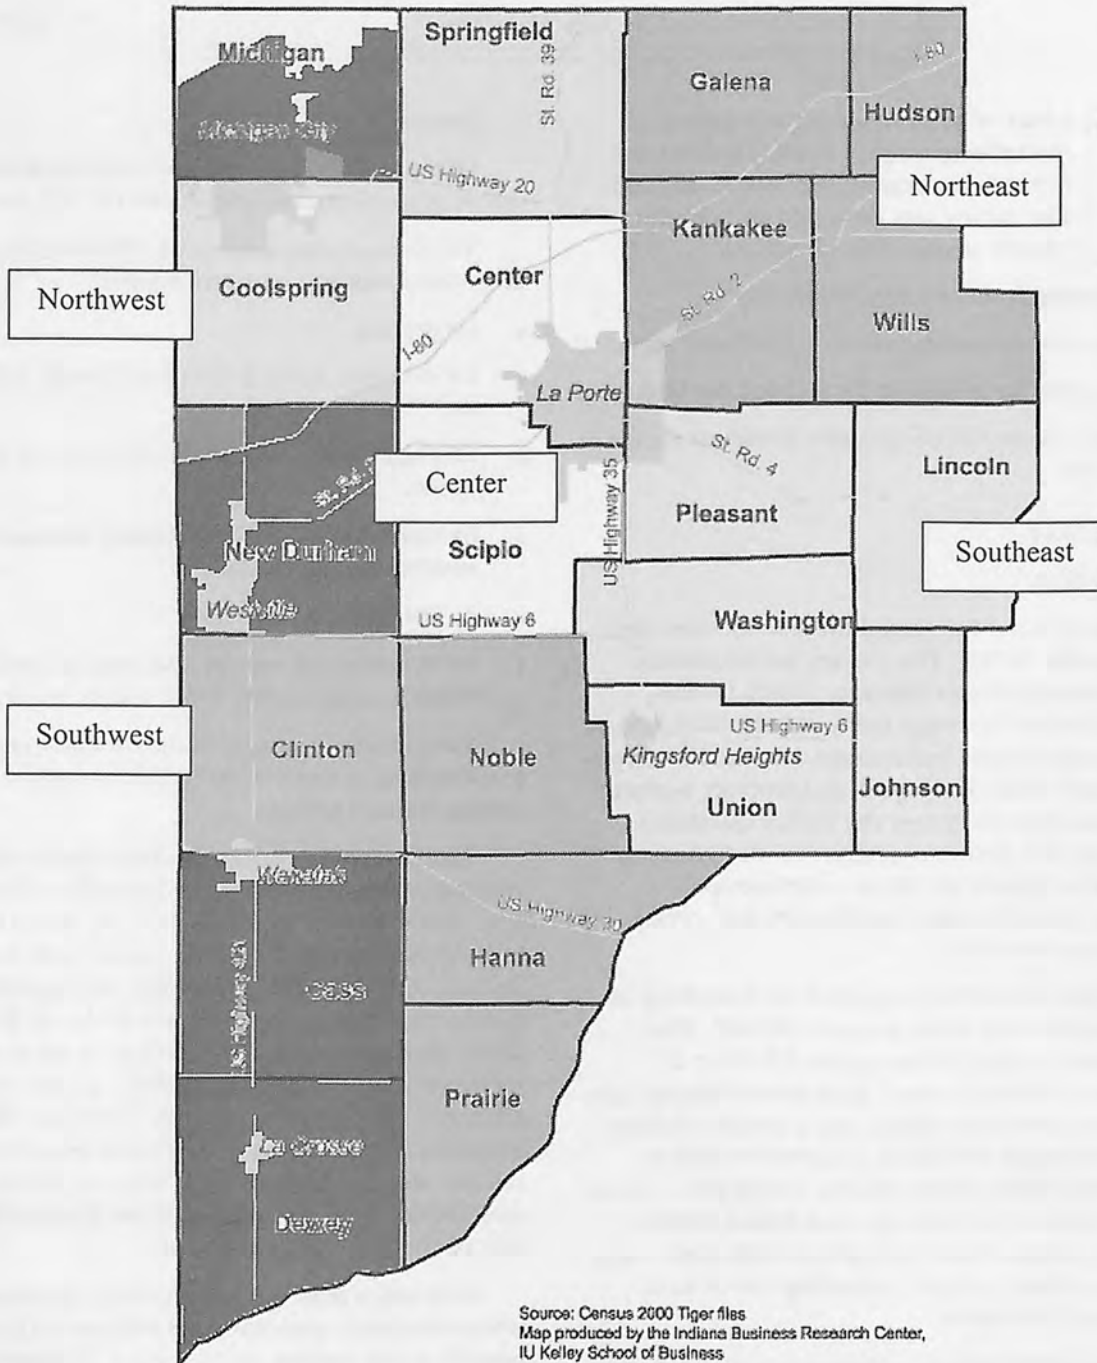 Michigan
Springfield
St. Rd. 39
Galena
I-80
Hudson
Michigan City
US Highway 20
Northeast
Kankakee
Center
Coolspring
Northwest
St. Rd. 2
Wills
I-80
La Porte
St. Rd. 4
Lincoln
Center
US Highway 35
Pleasant
New Durham
Scipio
Southeast
Westville
US Highway 6
Washington
Southwest
Clinton
Noble
US Highway 6
Kingsford Heights
Johnson
Union
Wanatah
US Highway 30
Hanna
US Highway 421
Cass
Prairie
La Crosse
Dewey
Source: Census 2000 Tiger files
Map produced by the Indiana Business Research Center,
IU Kelley School of Business